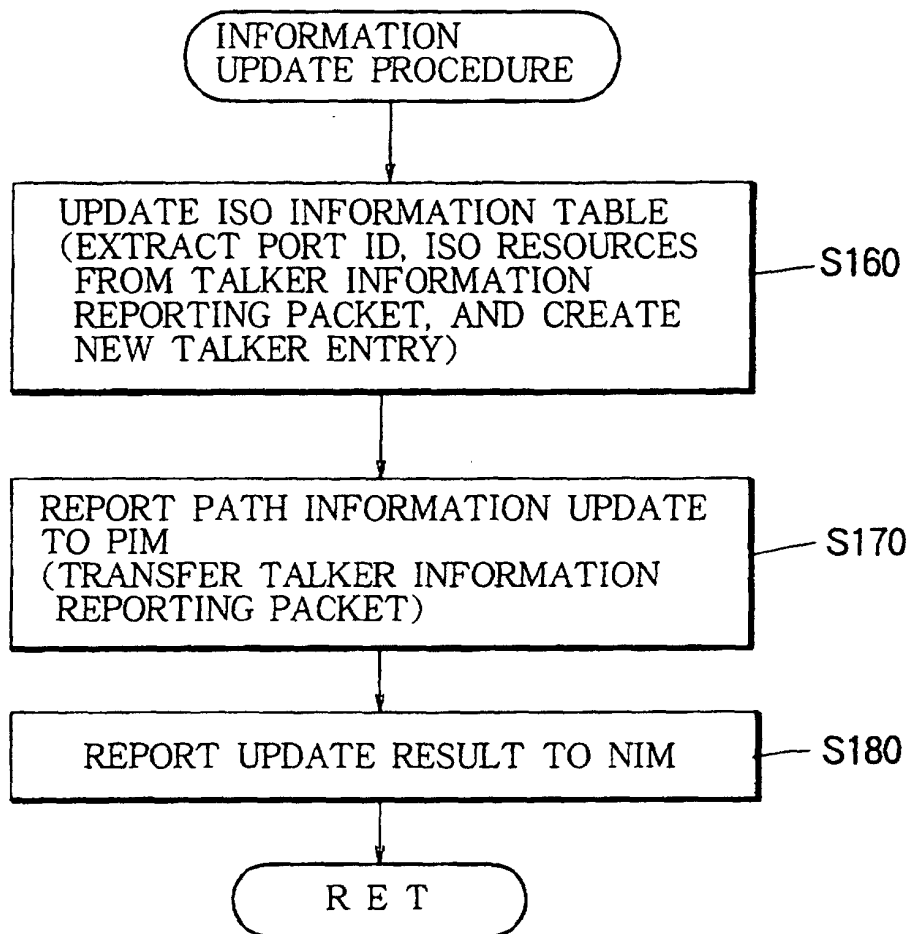 INFORMATION
UPDATE PROCEDURE
UPDATE ISO INFORMATION TABLE
(EXTRACT PORT ID, ISO RESOURCES
FROM TALKER INFORMATION
REPORTING PACKET, AND CREATE
NEW TALKER ENTRY)
S160
REPORT PATH INFORMATION UPDATE
TO PIM
(TRANSFER TALKER INFORMATION
REPORTING PACKET)
S170
REPORT UPDATE RESULT TO NIM
S180
R E T